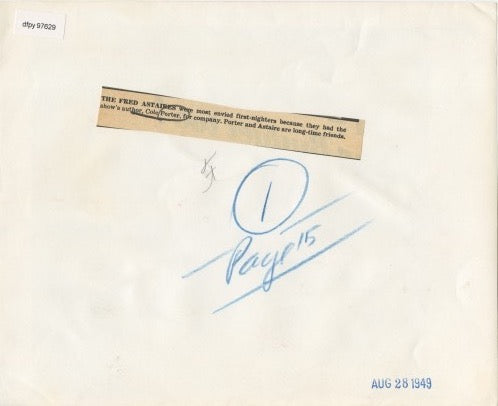 dfpy 97629
THE FRED ASTAIRES were most envied first-nighters because they had the
show's author, Cole Porter, for company. Porter and Astaire are long-time friends.
1
Page 15
AUG 28 1949